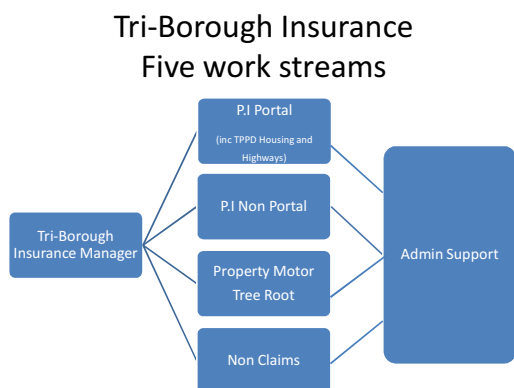 Tri-Borough Insurance
Five work streams
P.I Portal
(inc TPPD Housing and
Highways)
P.I Non Portal
Tri-Borough
Insurance Manager
Property Motor
Tree Root
Admin Support
Non Claims